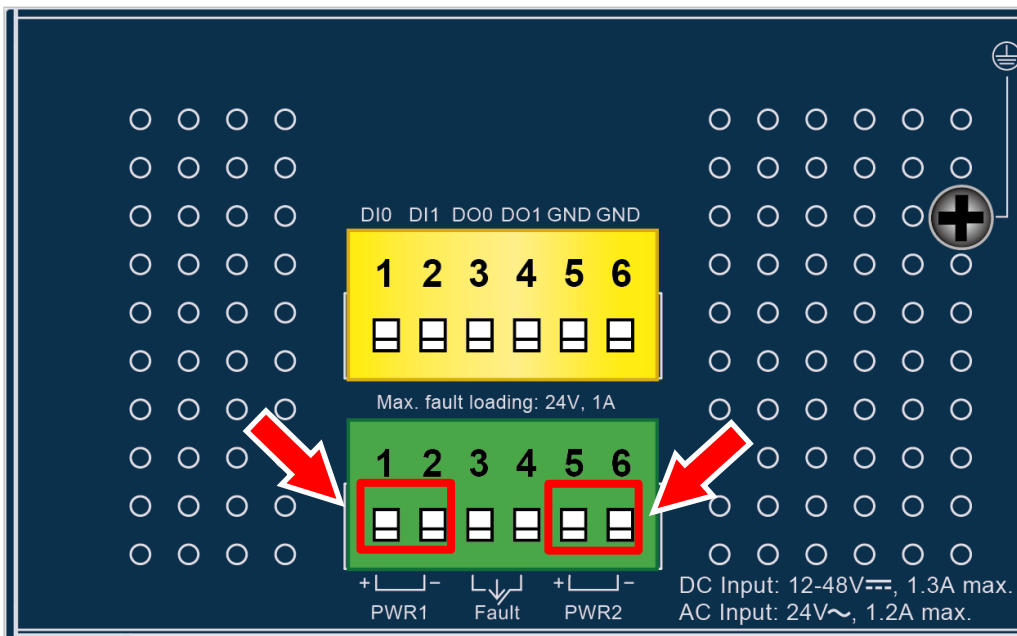 DI0 DI1 DO0 DO1 GND GND
1 2 3 4 5 6
Max. fault loading: 24V, 1A
1 2 3 4 5 6
+ – + –
PWR1 Fault PWR2
DC Input: 12-48V⎓, 1.3A max.
AC Input: 24V～, 1.2A max.